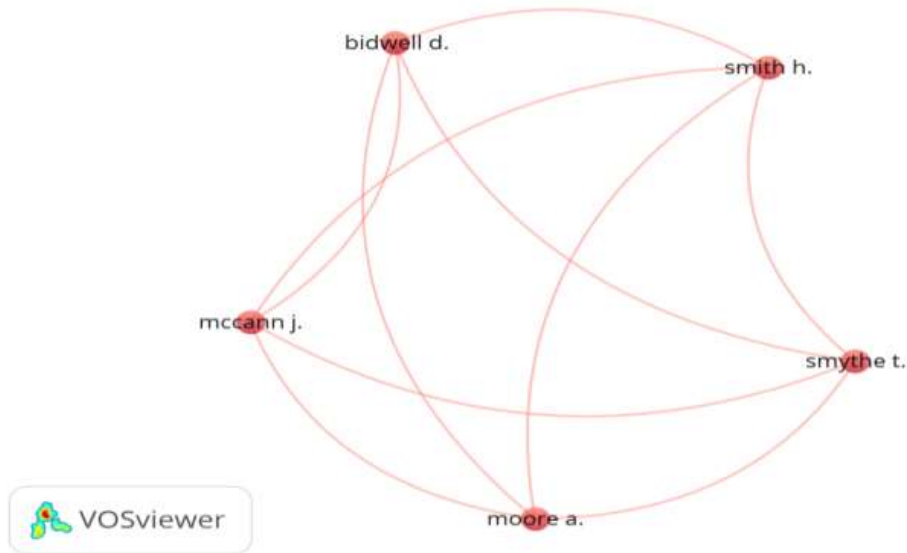 bidwell d.
smith h.
mccann j.
smythe t.
moore a.
VOSviewer